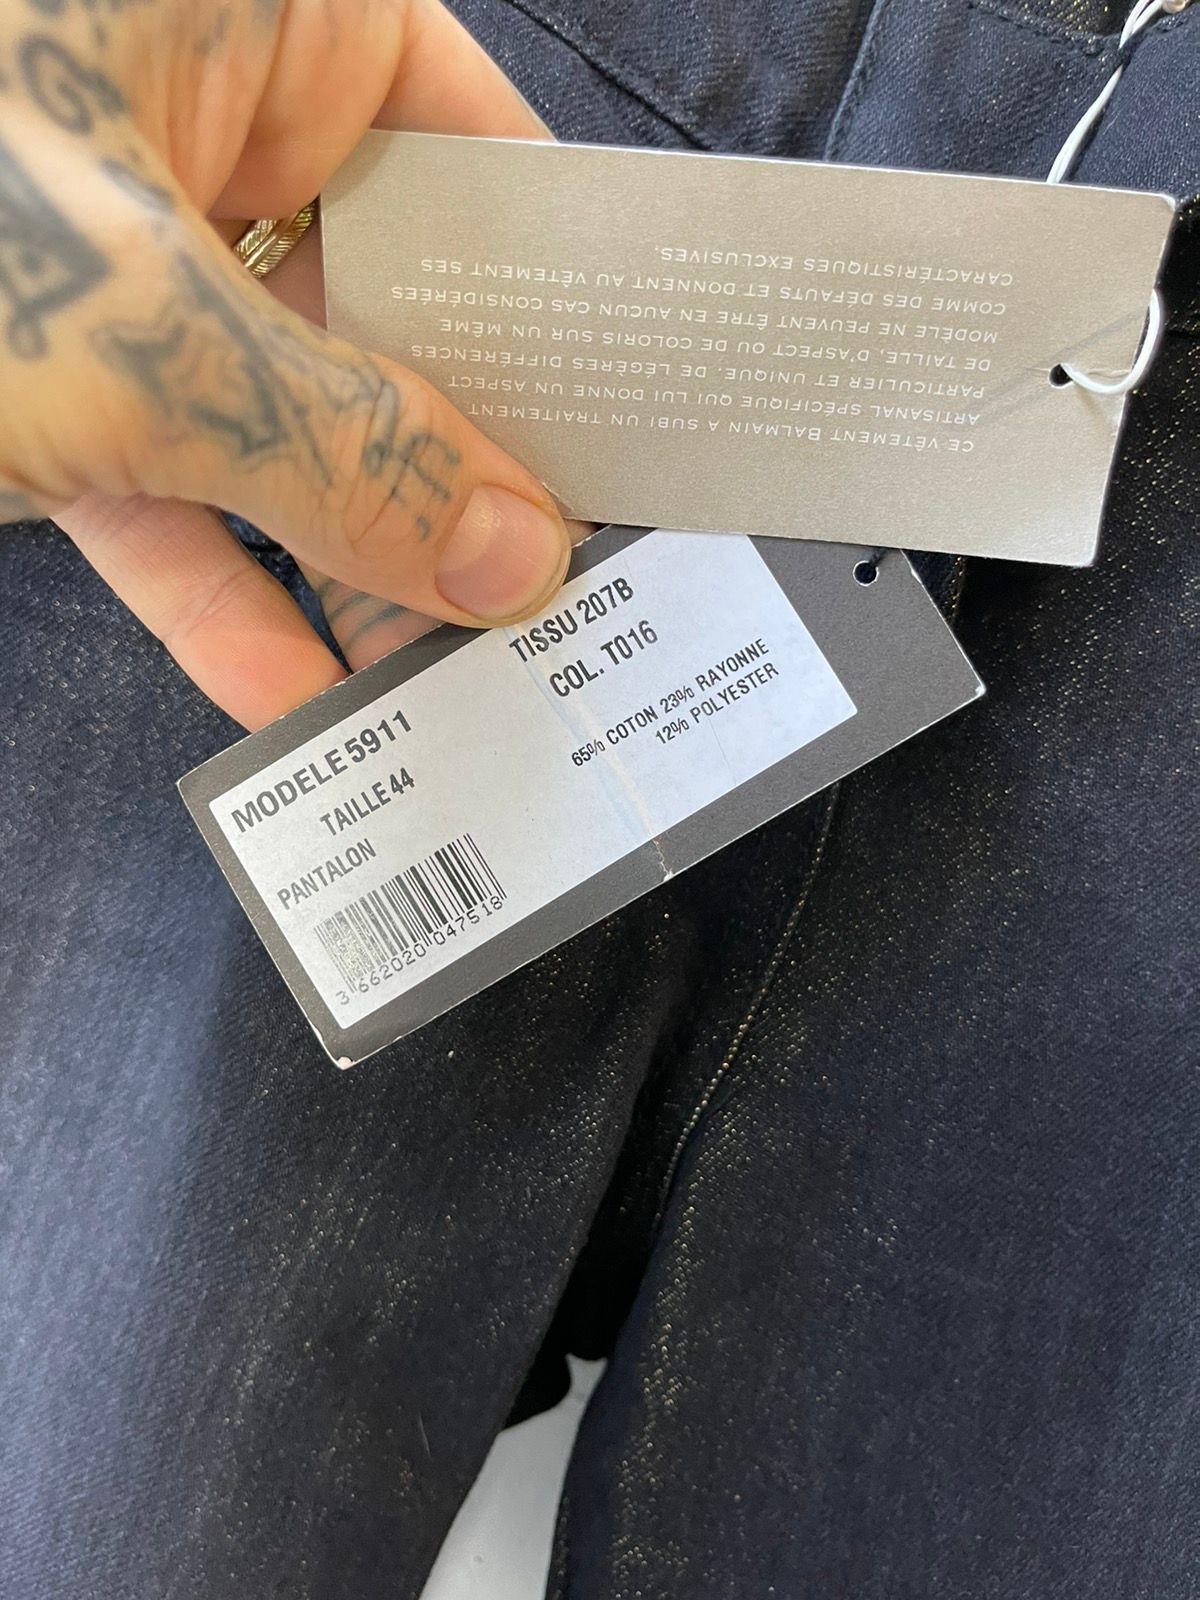 CE VÊTEMENT BALMAIN A SUBI UN TRAITEMENT
ARTISANAL SPÉCIFIQUE QUI LUI DONNE UN ASPECT
PARTICULIER ET UNIQUE. DE LÉGÈRES DIFFÉRENCES
DE TAILLE, D'ASPECT OU DE COLORIS SUR UN MÊME
MODÈLE NE PEUVENT ÊTRE EN AUCUN CAS CONSIDÉRÉES
COMME DES DÉFAUTS ET DONNENT AU VÊTEMENT SES
CARACTÉRISTIQUES EXCLUSIVES.
MODELE 5911
TAILLE 44
PANTALON
3 662020 047518
TISSU 207B
COL. T016
65% COTON 23% RAYONNE
12% POLYESTER